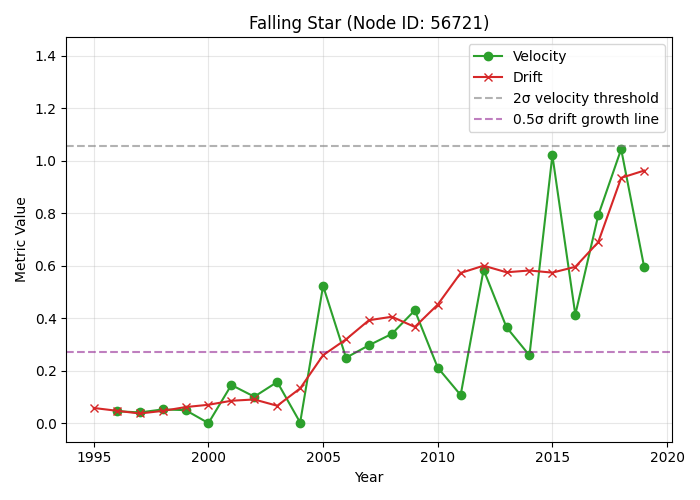 Falling Star (Node ID: 56721)
Velocity
Drift
2σ velocity threshold
0.5σ drift growth line
Metric Value
1.4
1.2
1.0
0.8
0.6
0.4
0.2
0.0
1995 2000 2005 2010 2015 2020
Year